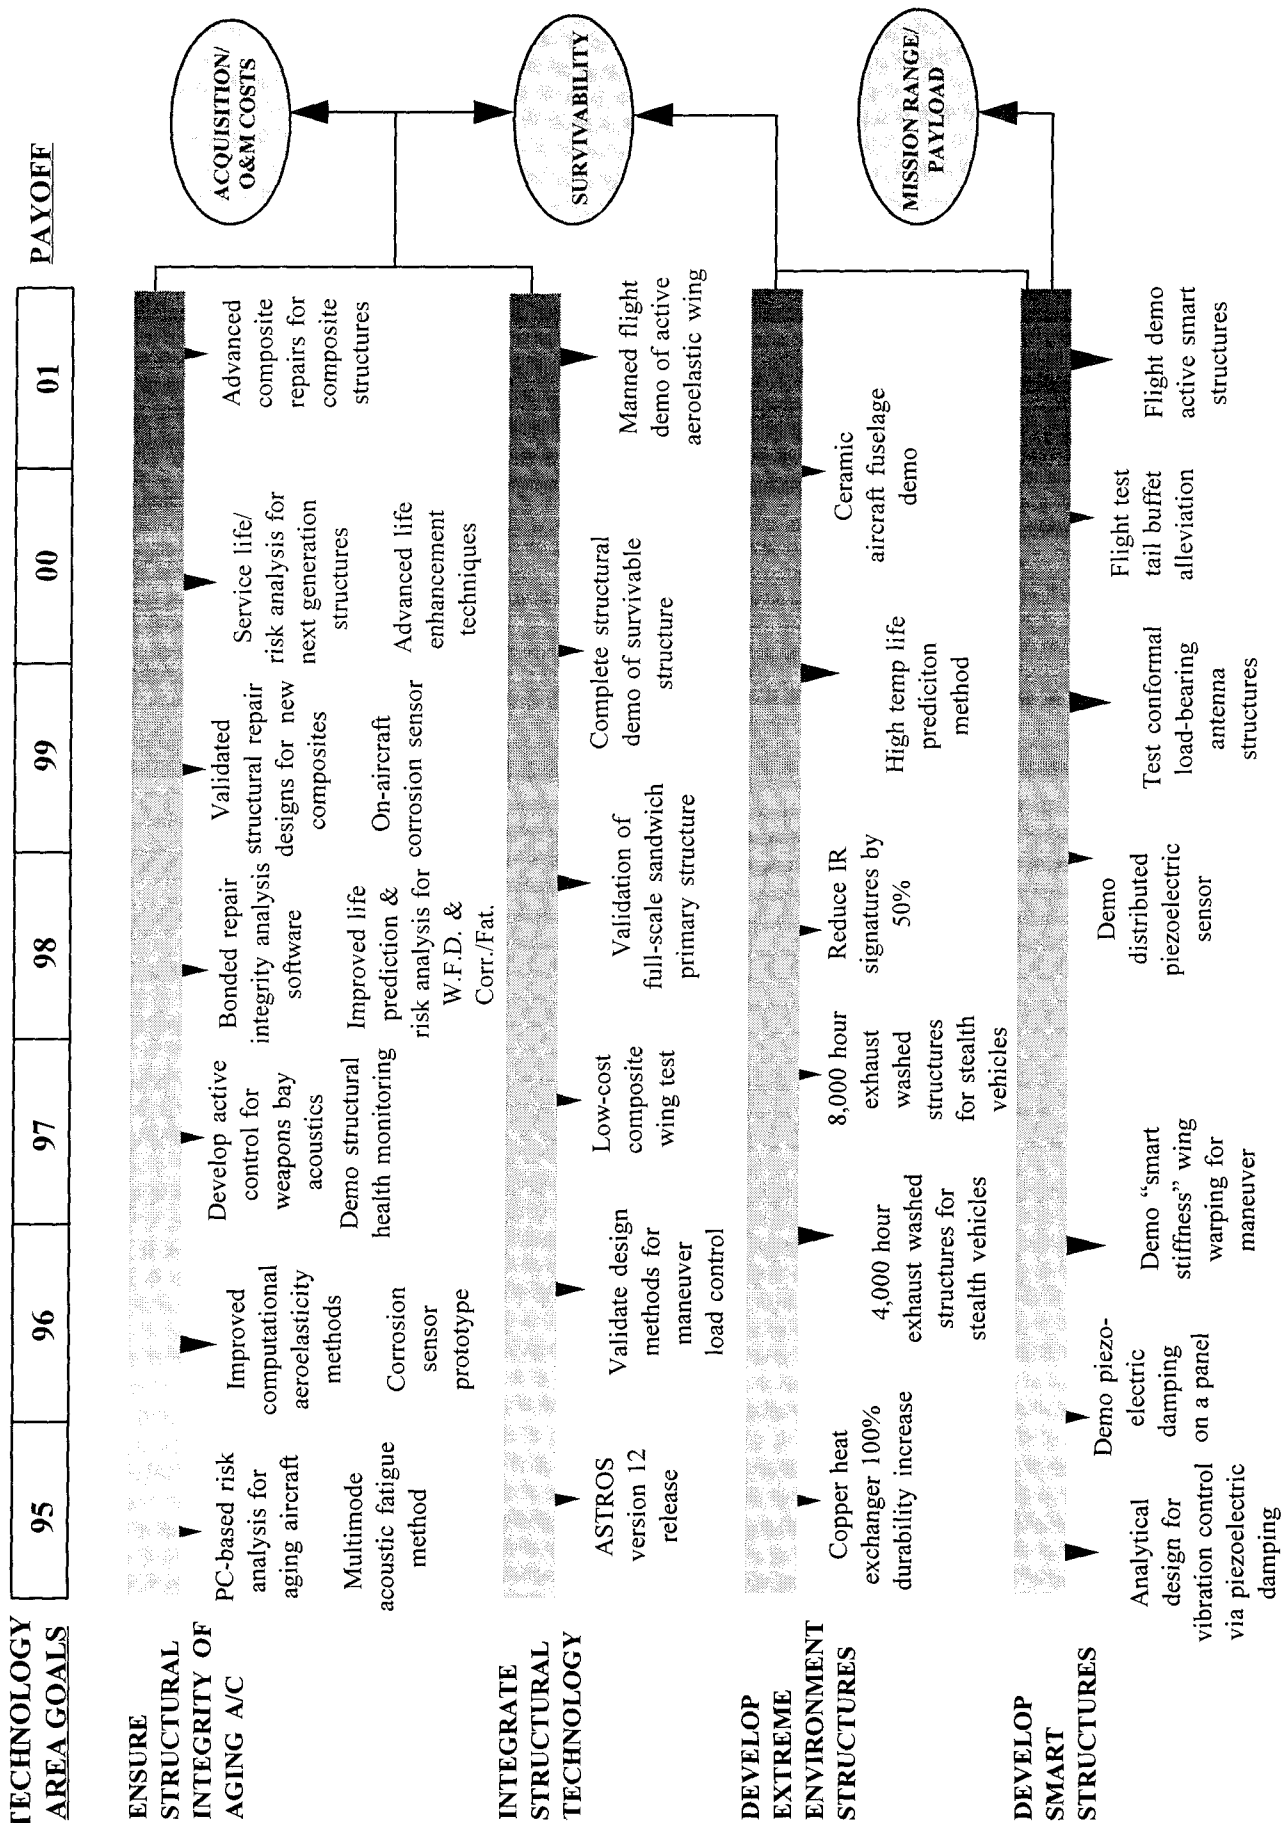 TECHNOLOGY
AREA GOALS
95
96
97
98
99
00
01
PAYOFF
ENSURE
STRUCTURAL
INTEGRITY OF
AGING A/C
PC-based risk
analysis for
aging aircraft
Multimode
acoustic fatigue
method
Improved
computational
aeroelasticity
methods
Corrosion
sensor
prototype
Develop active
control for
weapons bay
acoustics
Demo structural
health monitoring
Bonded repair
integrity analysis
software
Improved life
prediction &
risk analysis for
W.F.D. &
Corr./Fat.
Validated
structural repair
designs for new
composites
On-aircraft
corrosion sensor
Service life/
risk analysis for
next generation
structures
Advanced life
enhancement
techniques
Advanced
composite
repairs for
composite
structures
ACQUISITION/
O&M COSTS
INTEGRATE
STRUCTURAL
TECHNOLOGY
ASTROS
version 12
release
Validate design
methods for
maneuver
load control
Low-cost
composite
wing test
Validation of
full-scale sandwich
primary structure
Complete structural
demo of survivable
structure
Manned flight
demo of active
aeroelastic wing
SURVIVABILITY
DEVELOP
EXTREME
ENVIRONMENT
STRUCTURES
Copper heat
exchanger 100%
durability increase
4,000 hour
exhaust washed
structures for
stealth vehicles
8,000 hour
exhaust
washed
structures
for stealth
vehicles
Reduce IR
signatures by
50%
High temp life
prediciton
method
Ceramic
aircraft fuselage
demo
MISSION RANGE/
PAYLOAD
DEVELOP
SMART
STRUCTURES
Analytical
design for
vibration control
via piezoelectric
damping
Demo piezo-
electric
damping
on a panel
Demo "smart
stiffness" wing
warping for
maneuver
Demo
distributed
piezoelectric
sensor
Test conformal
load-bearing
antenna
structures
Flight test
tail buffet
alleviation
Flight demo
active smart
structures